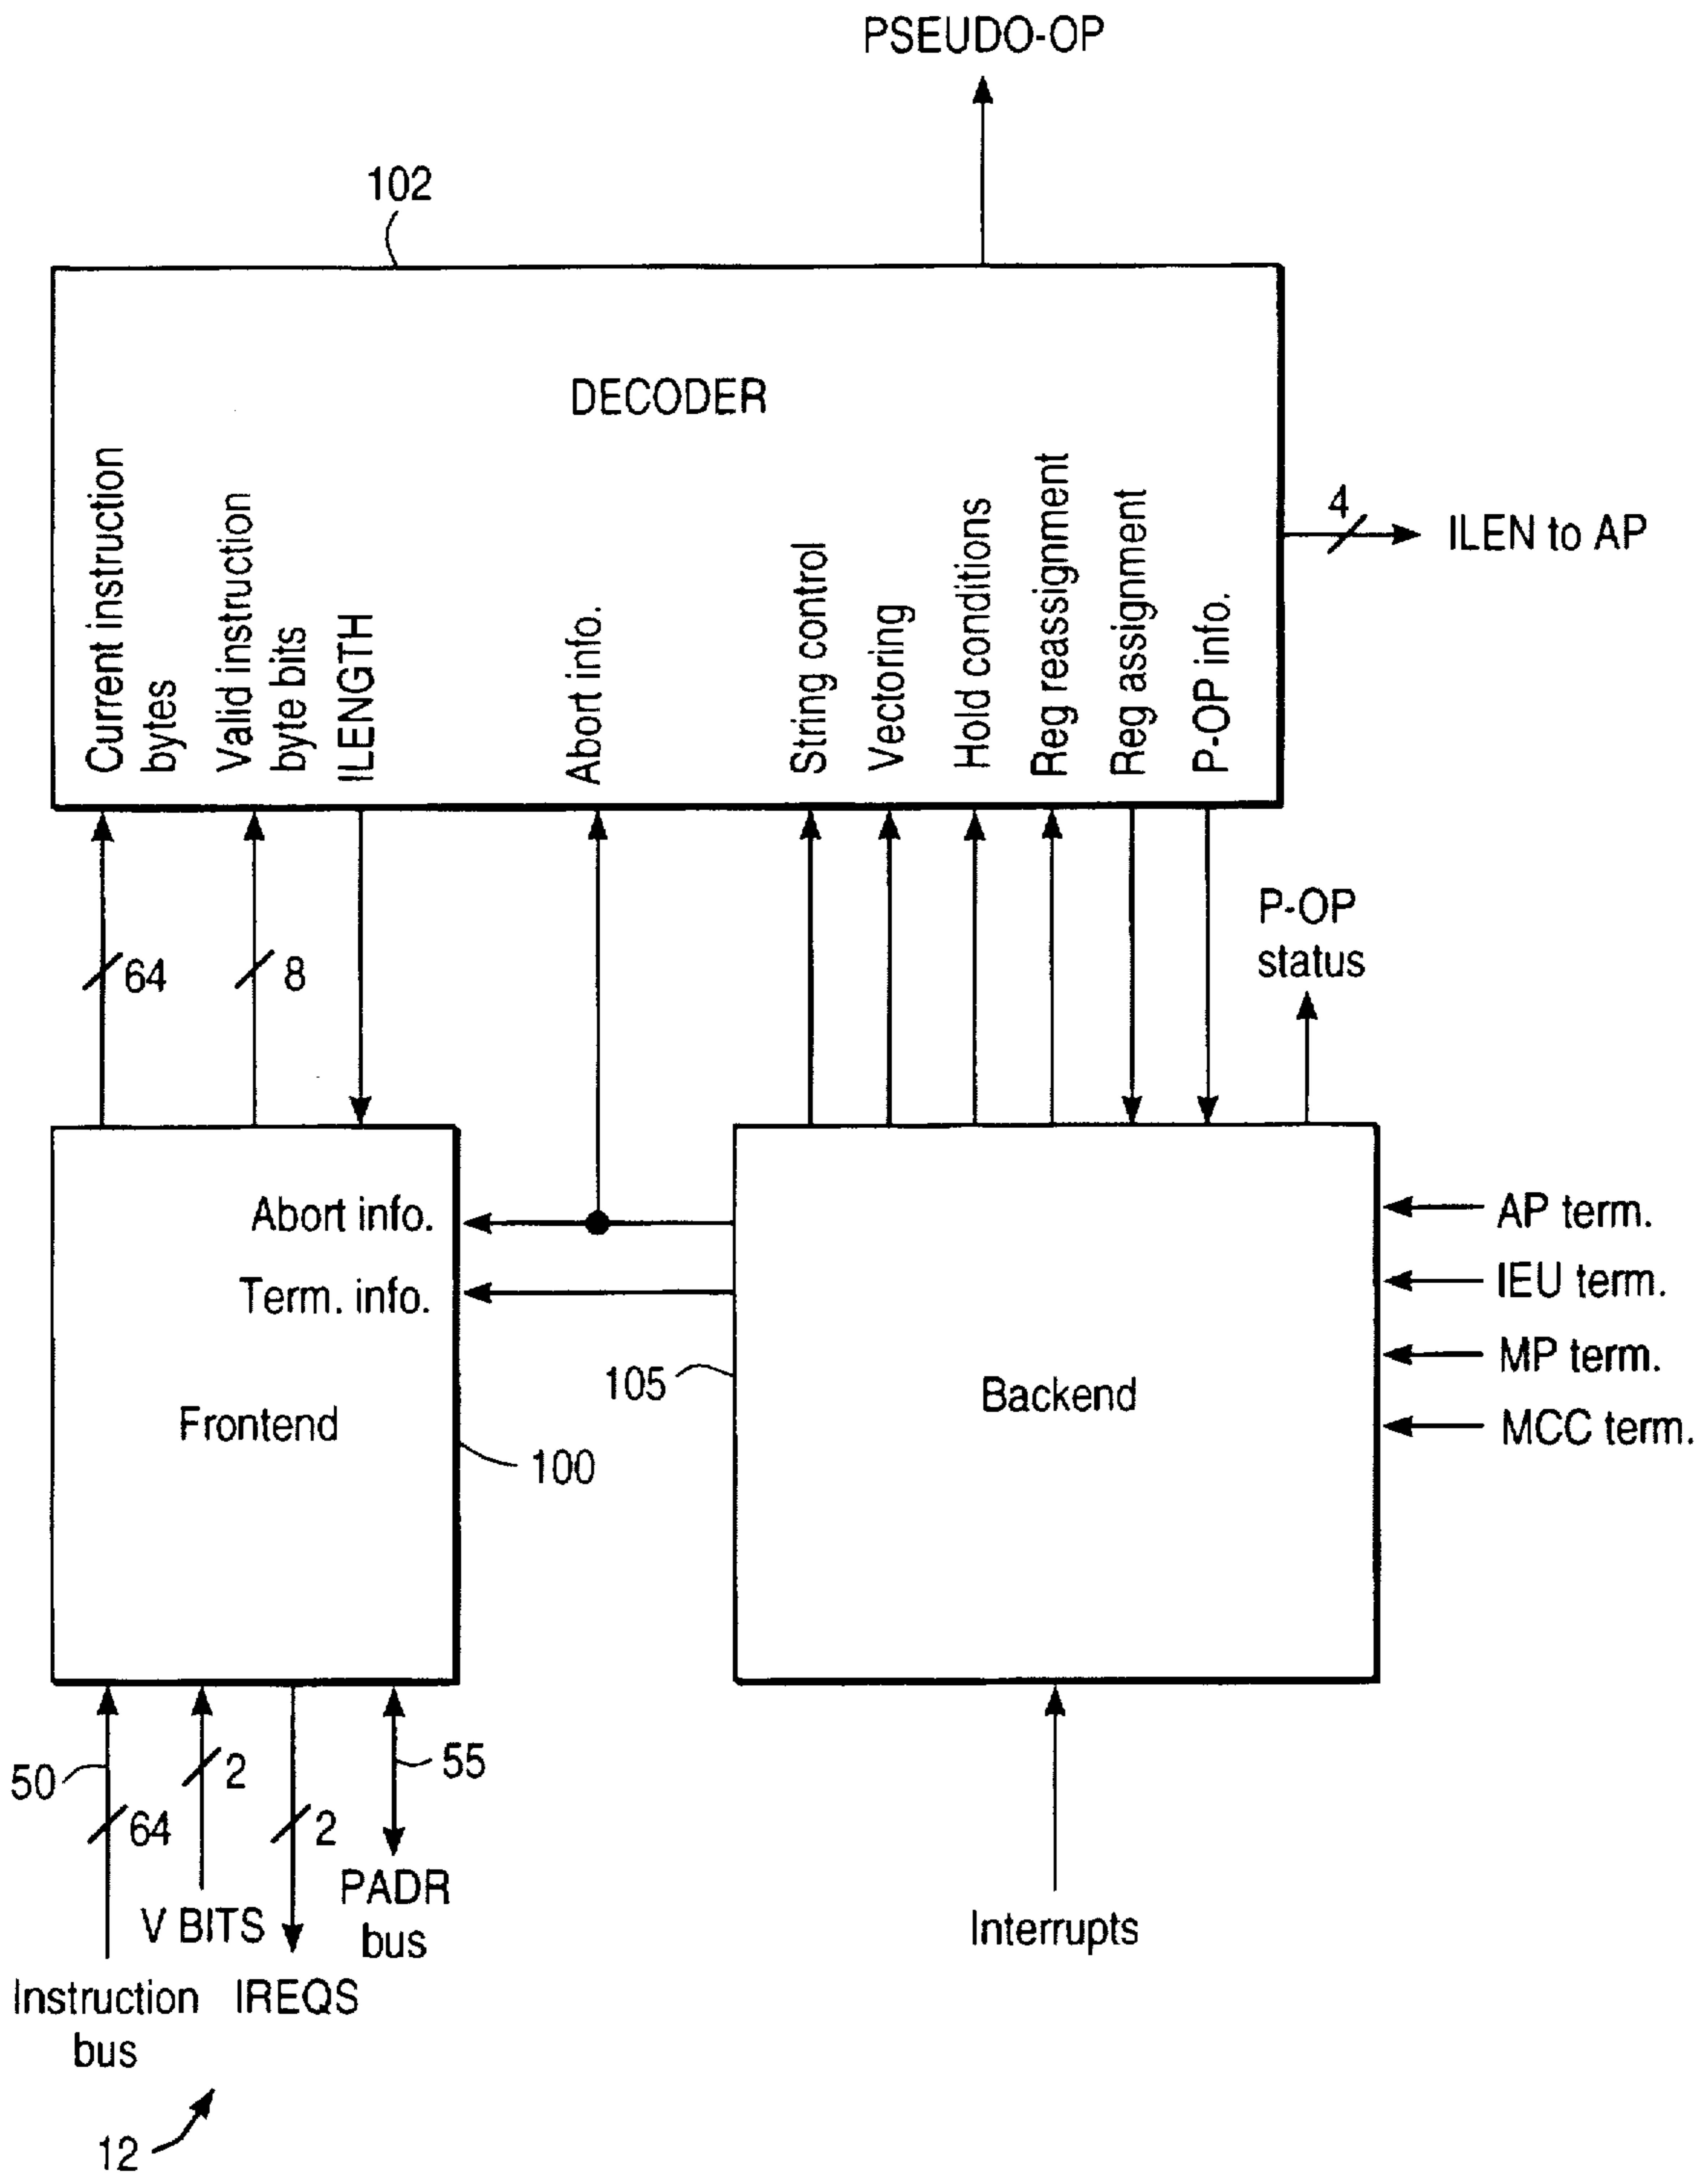 PSEUDO-OP
102
DECODER
Current instruction
bytes
Valid instruction
byte bits
ILENGTH
Abort info.
String control
Vectoring
Hold conditions
Reg reassignment
Reg assignment
P-OP info.
4
ILEN to AP
64
8
P-OP
status
Abort info.
Term. info.
Frontend
100
105
Backend
AP term.
IEU term.
MP term.
MCC term.
50
64
2
2
55
V BITS
PADR
bus
Instruction
bus
IREQS
Interrupts
12